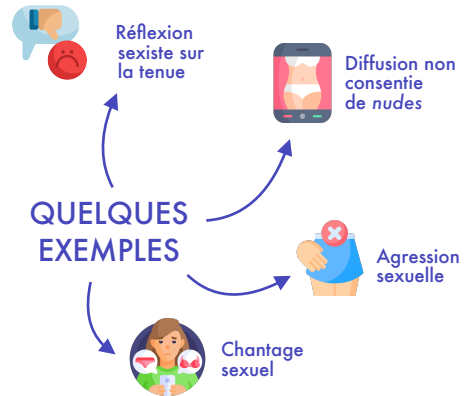 Réflexion
sexiste sur
la tenue
Diffusion non
consentie
de nudes
QUELQUES
EXEMPLES
Agression
sexuelle
Chantage
sexuel